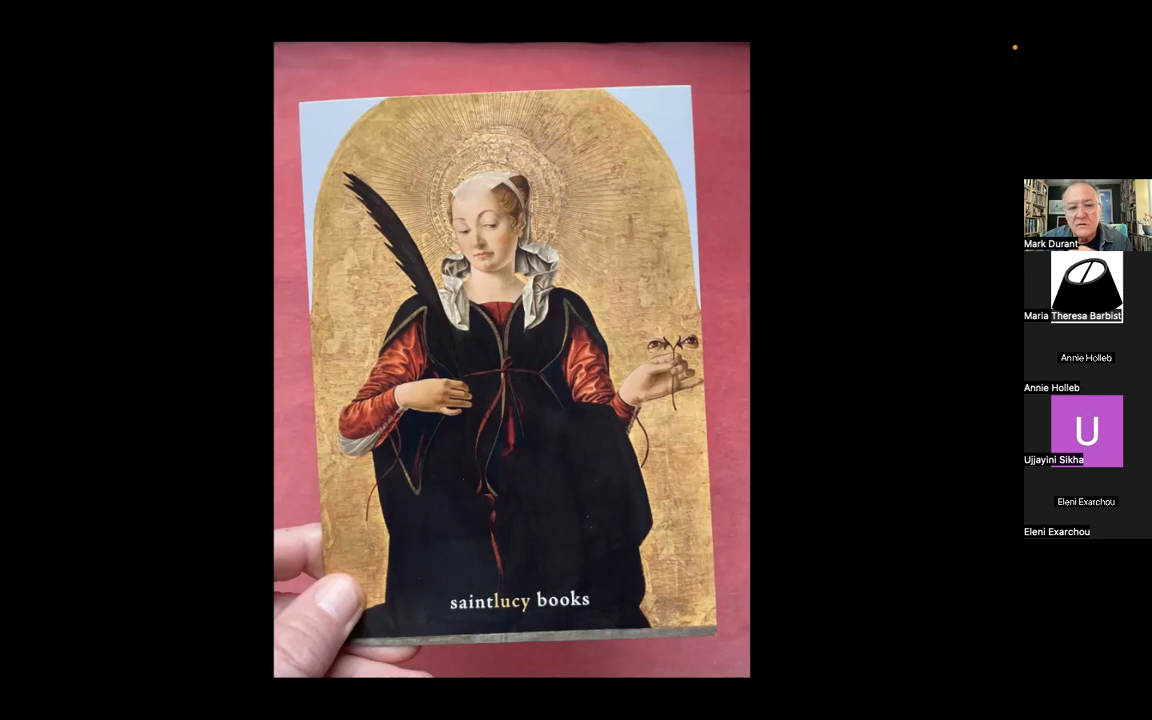 saintlucy books
Mark Durant
Maria Theresa Barbist
Annie Holleb
Annie Holleb
U
Ujjayini Sikha
Eleni Exarchou
Eleni Exarchou